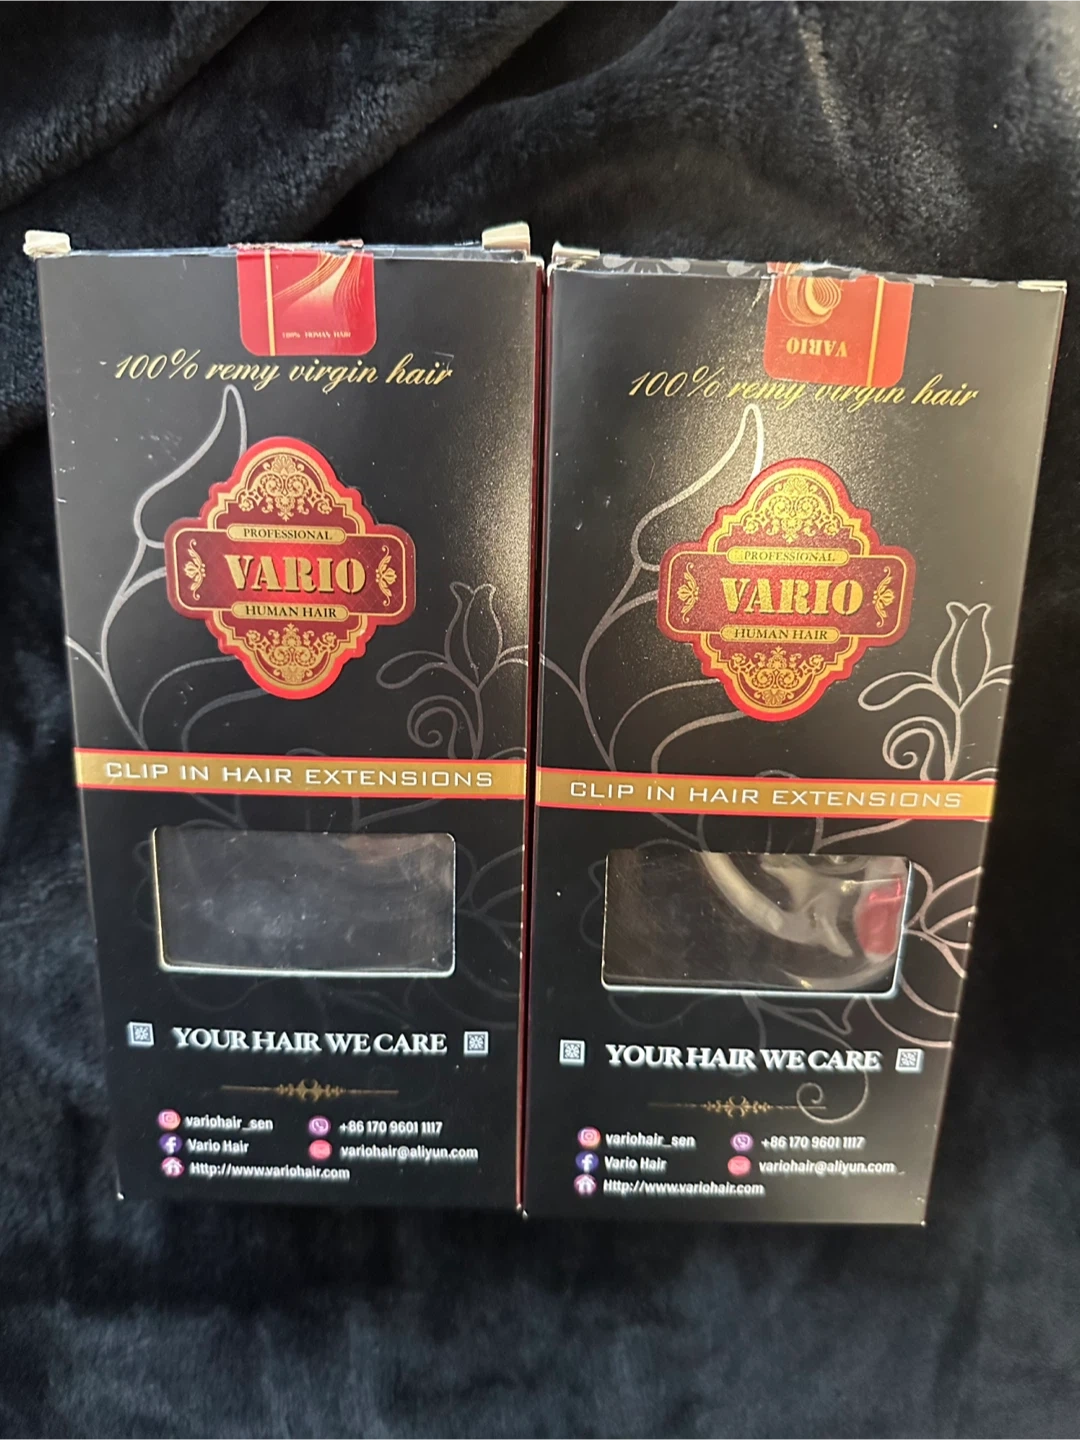 100% HUMAN HAIR
100% remy virgin hair
PROFESSIONAL
VARIO
HUMAN HAIR
CLIP IN HAIR EXTENSIONS
YOUR HAIR WE CARE
variohair_sen
+86 170 9601 1117
Vario Hair
variohair@aliyun.com
Http://www.variohair.com
VARIO
100% remy virgin hair
PROFESSIONAL
VARIO
HUMAN HAIR
CLIP IN HAIR EXTENSIONS
YOUR HAIR WE CARE
variohair_sen
+86 170 9601 1117
Vario Hair
variohair@aliyun.com
Http://www.variohair.com